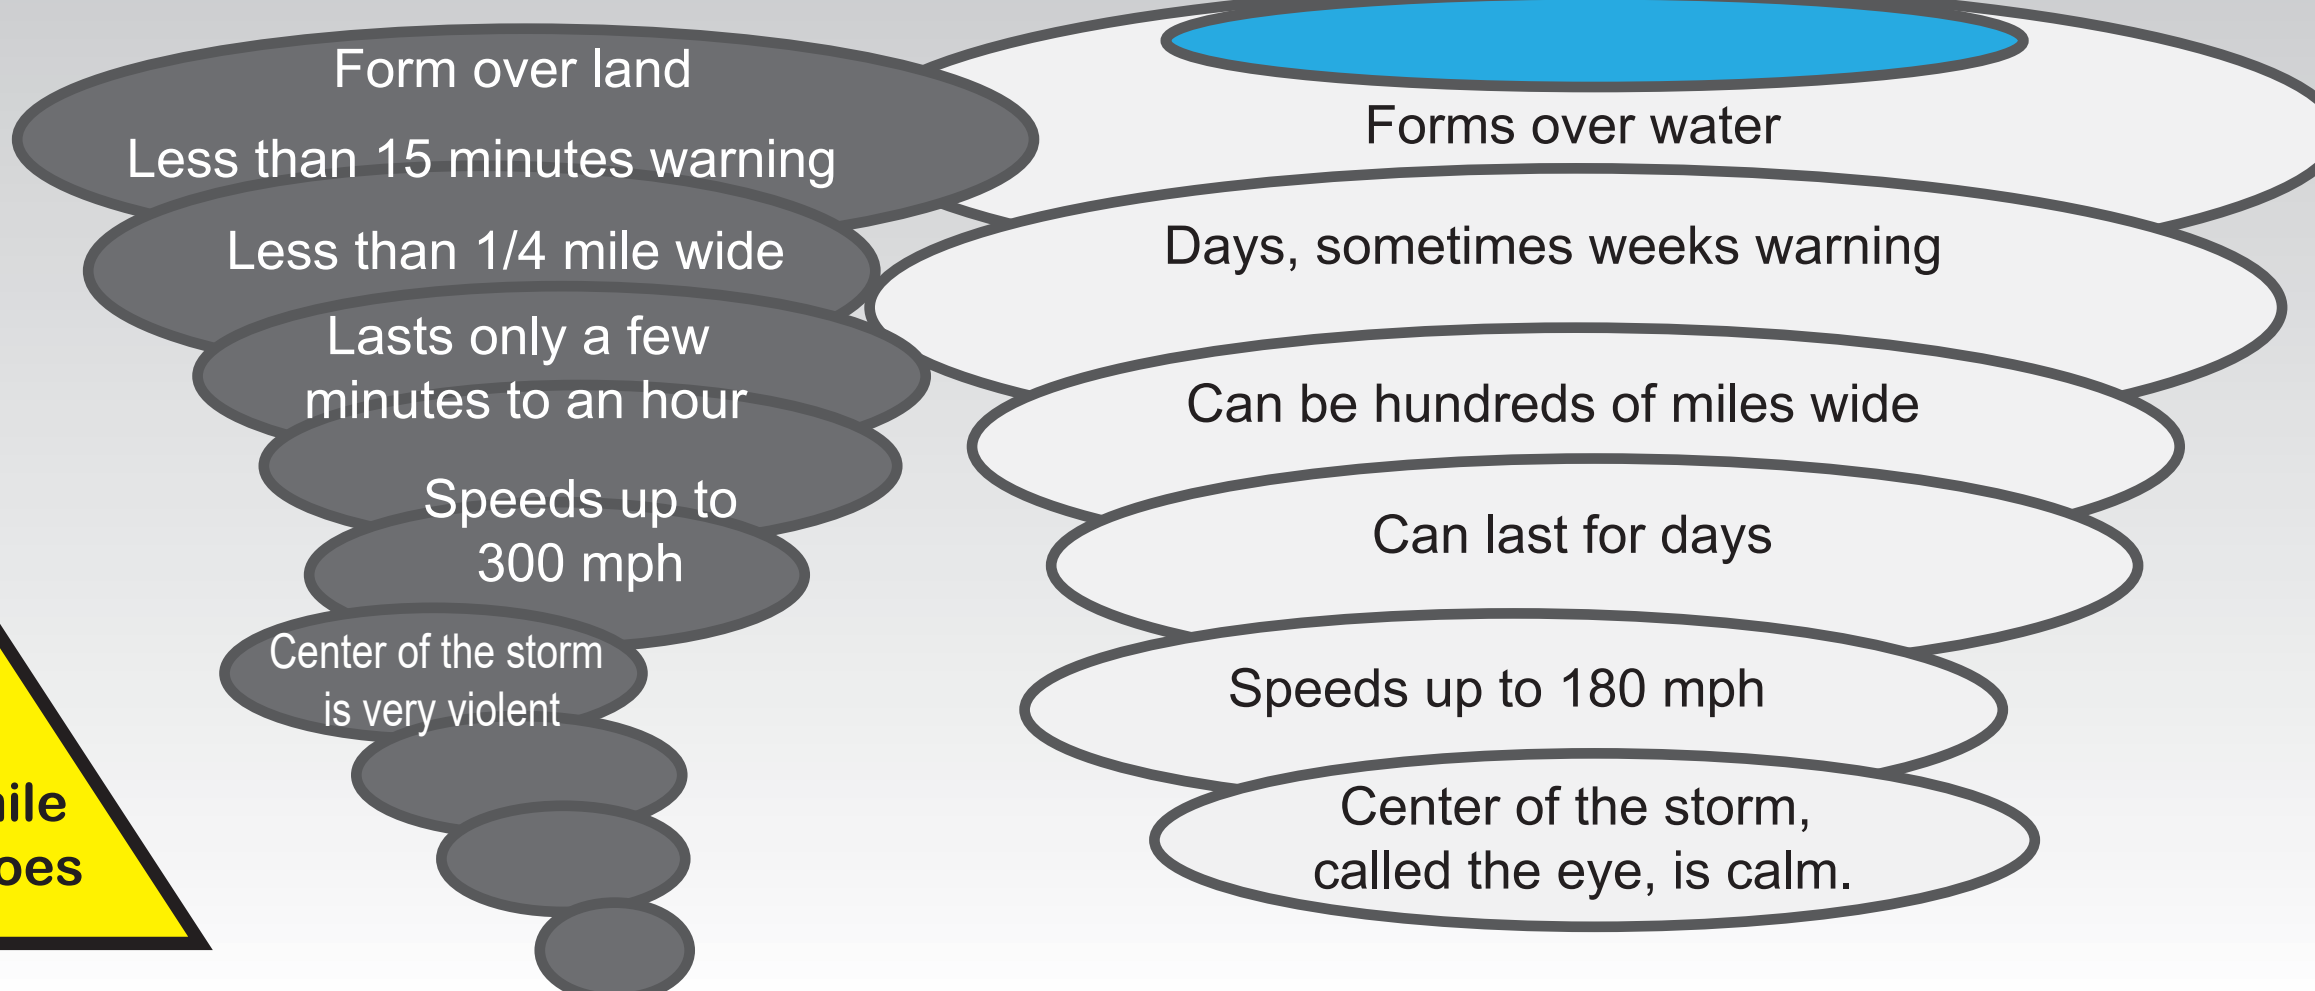 Form over land
Less than 15 minutes warning
Less than 1/4 mile wide
Lasts only a few
minutes to an hour
Speeds up to
300 mph
Center of the storm
is very violent
Forms over water
Days, sometimes weeks warning
Can be hundreds of miles wide
Can last for days
Speeds up to 180 mph
Center of the storm,
called the eye, is calm.